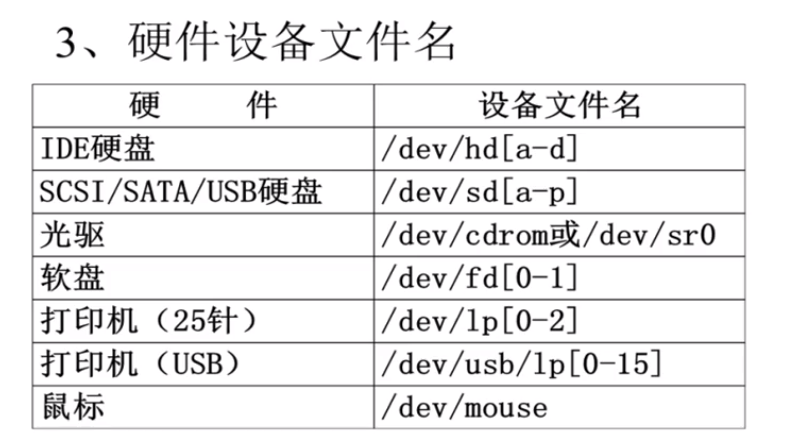 3、硬件设备文件名
硬 件 设备文件名
IDE硬盘 /dev/hd[a-d]
SCSI/SATA/USB硬盘 /dev/sd[a-p]
光驱 /dev/cdrom或/dev/sr0
软盘 /dev/fd[0-1]
打印机（25针） /dev/lp[0-2]
打印机（USB） /dev/usb/lp[0-15]
鼠标 /dev/mouse